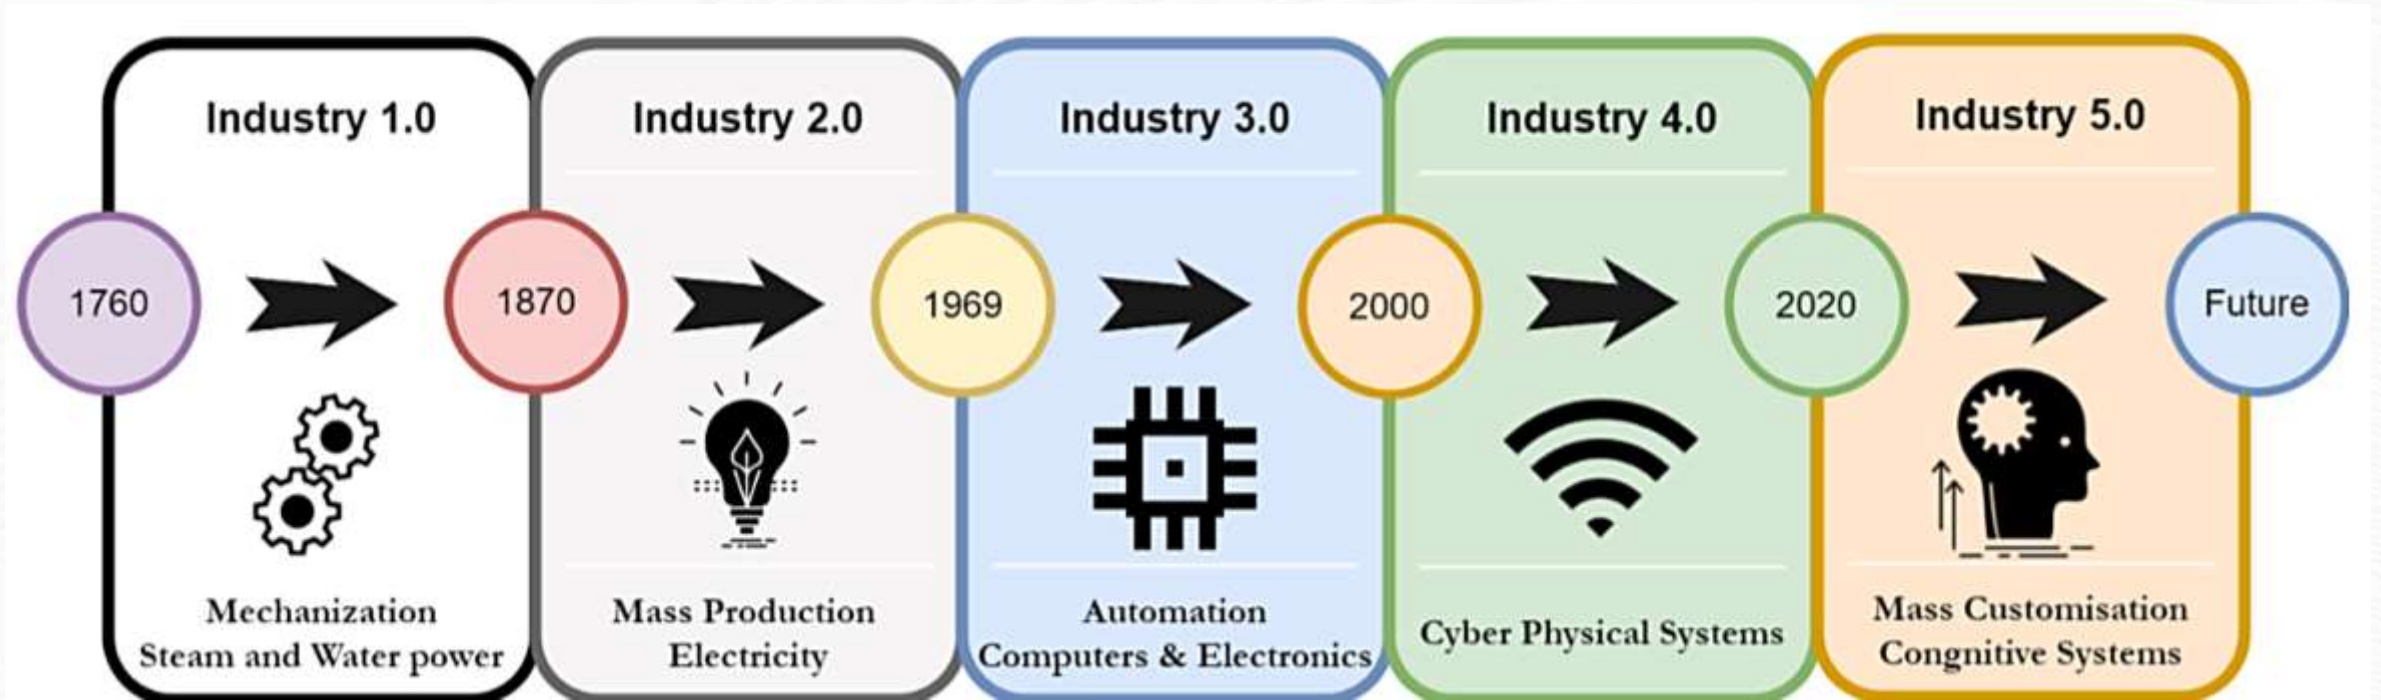 Industry 1.0
Industry 2.0
Industry 3.0
Industry 4.0
Industry 5.0
1760
1870
1969
2000
2020
Future
Mechanization
Steam and Water power
Mass Production
Electricity
Automation
Computers & Electronics
Cyber Physical Systems
Mass Customisation
Congnitive Systems